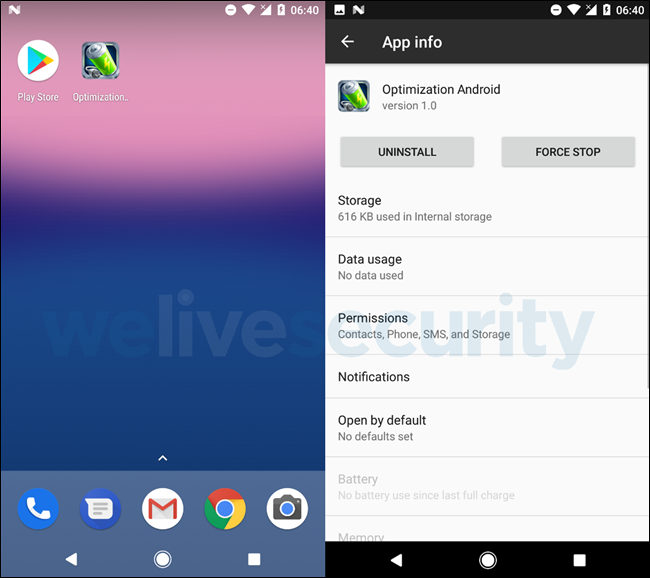 06:40
Play Store
Optimization..
welivesecurity
06:40
App info
Optimization Android
version 1.0
UNINSTALL
FORCE STOP
Storage
616 KB used in Internal storage
Data usage
No data used
Permissions
Contacts, Phone, SMS, and Storage
Notifications
Open by default
No defaults set
Battery
No battery use since last full charge
Memory